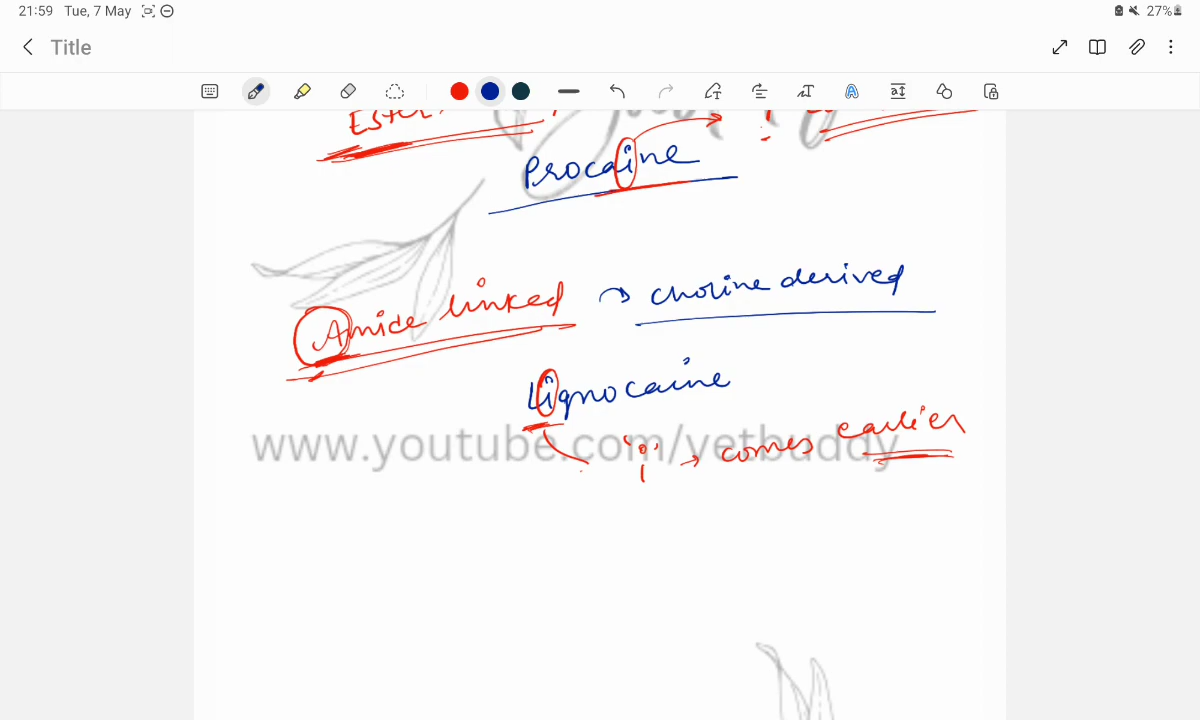 21:59 Tue, 7 May 27%
Title
Ester
Procaine
Amide linked → choline derived
Lignocaine
'i' → comes earlier
www.youtube.com/vetbuddy